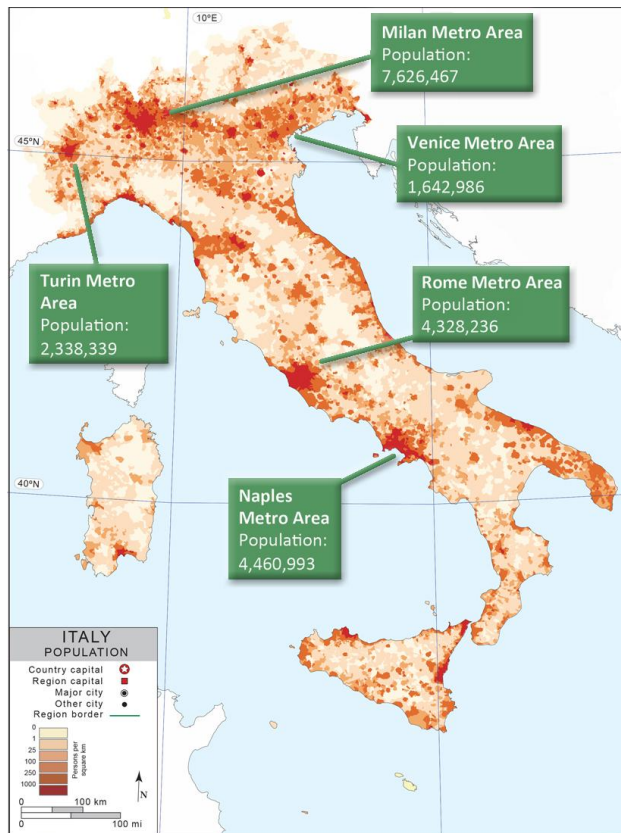 10°E
Milan Metro Area
Population:
7,626,467
45°N
Venice Metro Area
Population:
1,642,986
Turin Metro
Area
Population:
2,338,339
Rome Metro Area
Population:
4,328,236
40°N
Naples
Metro Area
Population:
4,460,993
ITALY
POPULATION
Country capital
Region capital
Major city
Other city
Region border
0
1
25
100
250
1000
Persons per
square km
N
0 100 km
0 100 mi